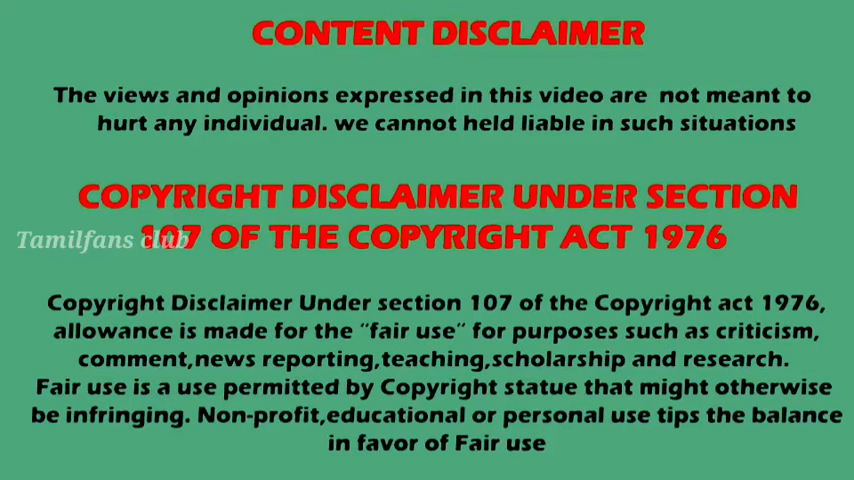 CONTENT DISCLAIMER
The views and opinions expressed in this video are not meant to
hurt any individual. we cannot held liable in such situations
COPYRIGHT DISCLAIMER UNDER SECTION
107 OF THE COPYRIGHT ACT 1976
Tamilfans club
Copyright Disclaimer Under section 107 of the Copyright act 1976,
allowance is made for the "fair use" for purposes such as criticism,
comment,news reporting,teaching,scholarship and research.
Fair use is a use permitted by Copyright statue that might otherwise
be infringing. Non-profit,educational or personal use tips the balance
in favor of Fair use